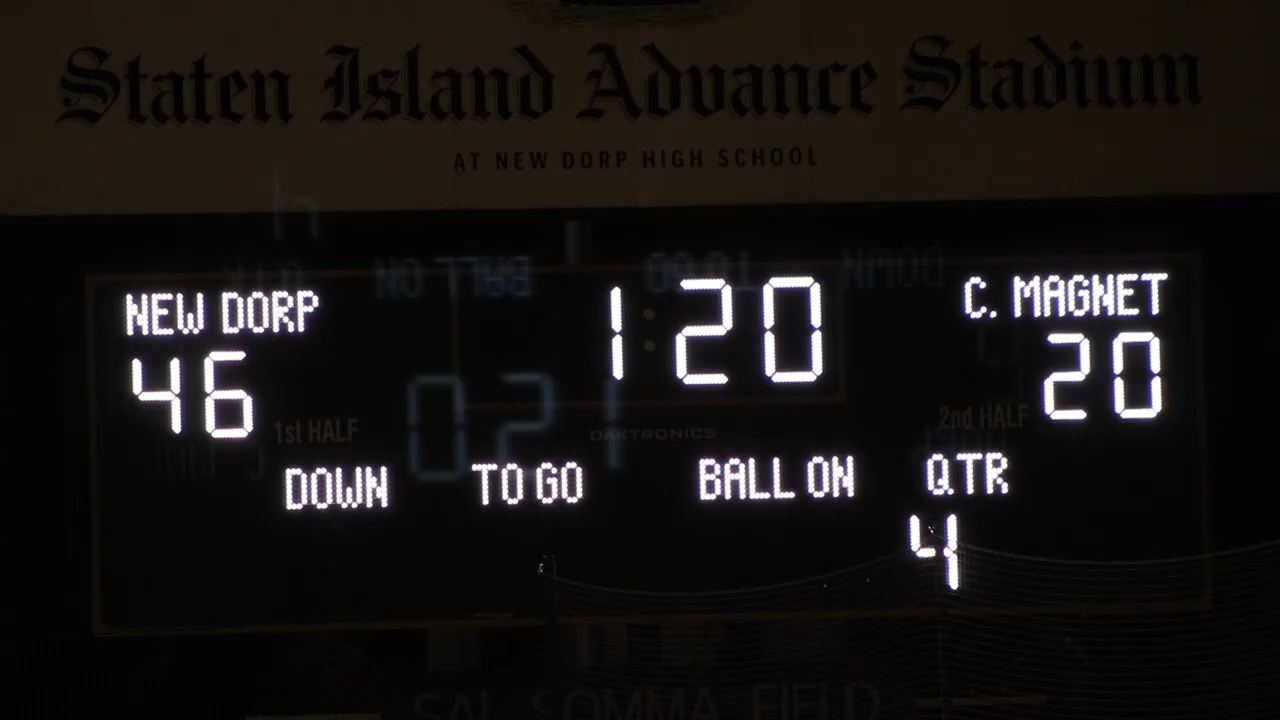 Staten Island Advance Stadium
AT NEW DORP HIGH SCHOOL
NEW DORP 1:20 C. MAGNET
46 20
1st HALF DAKTRONICS 2nd HALF
DOWN TO GO BALL ON QTR
4
SAL SOMMA FIELD